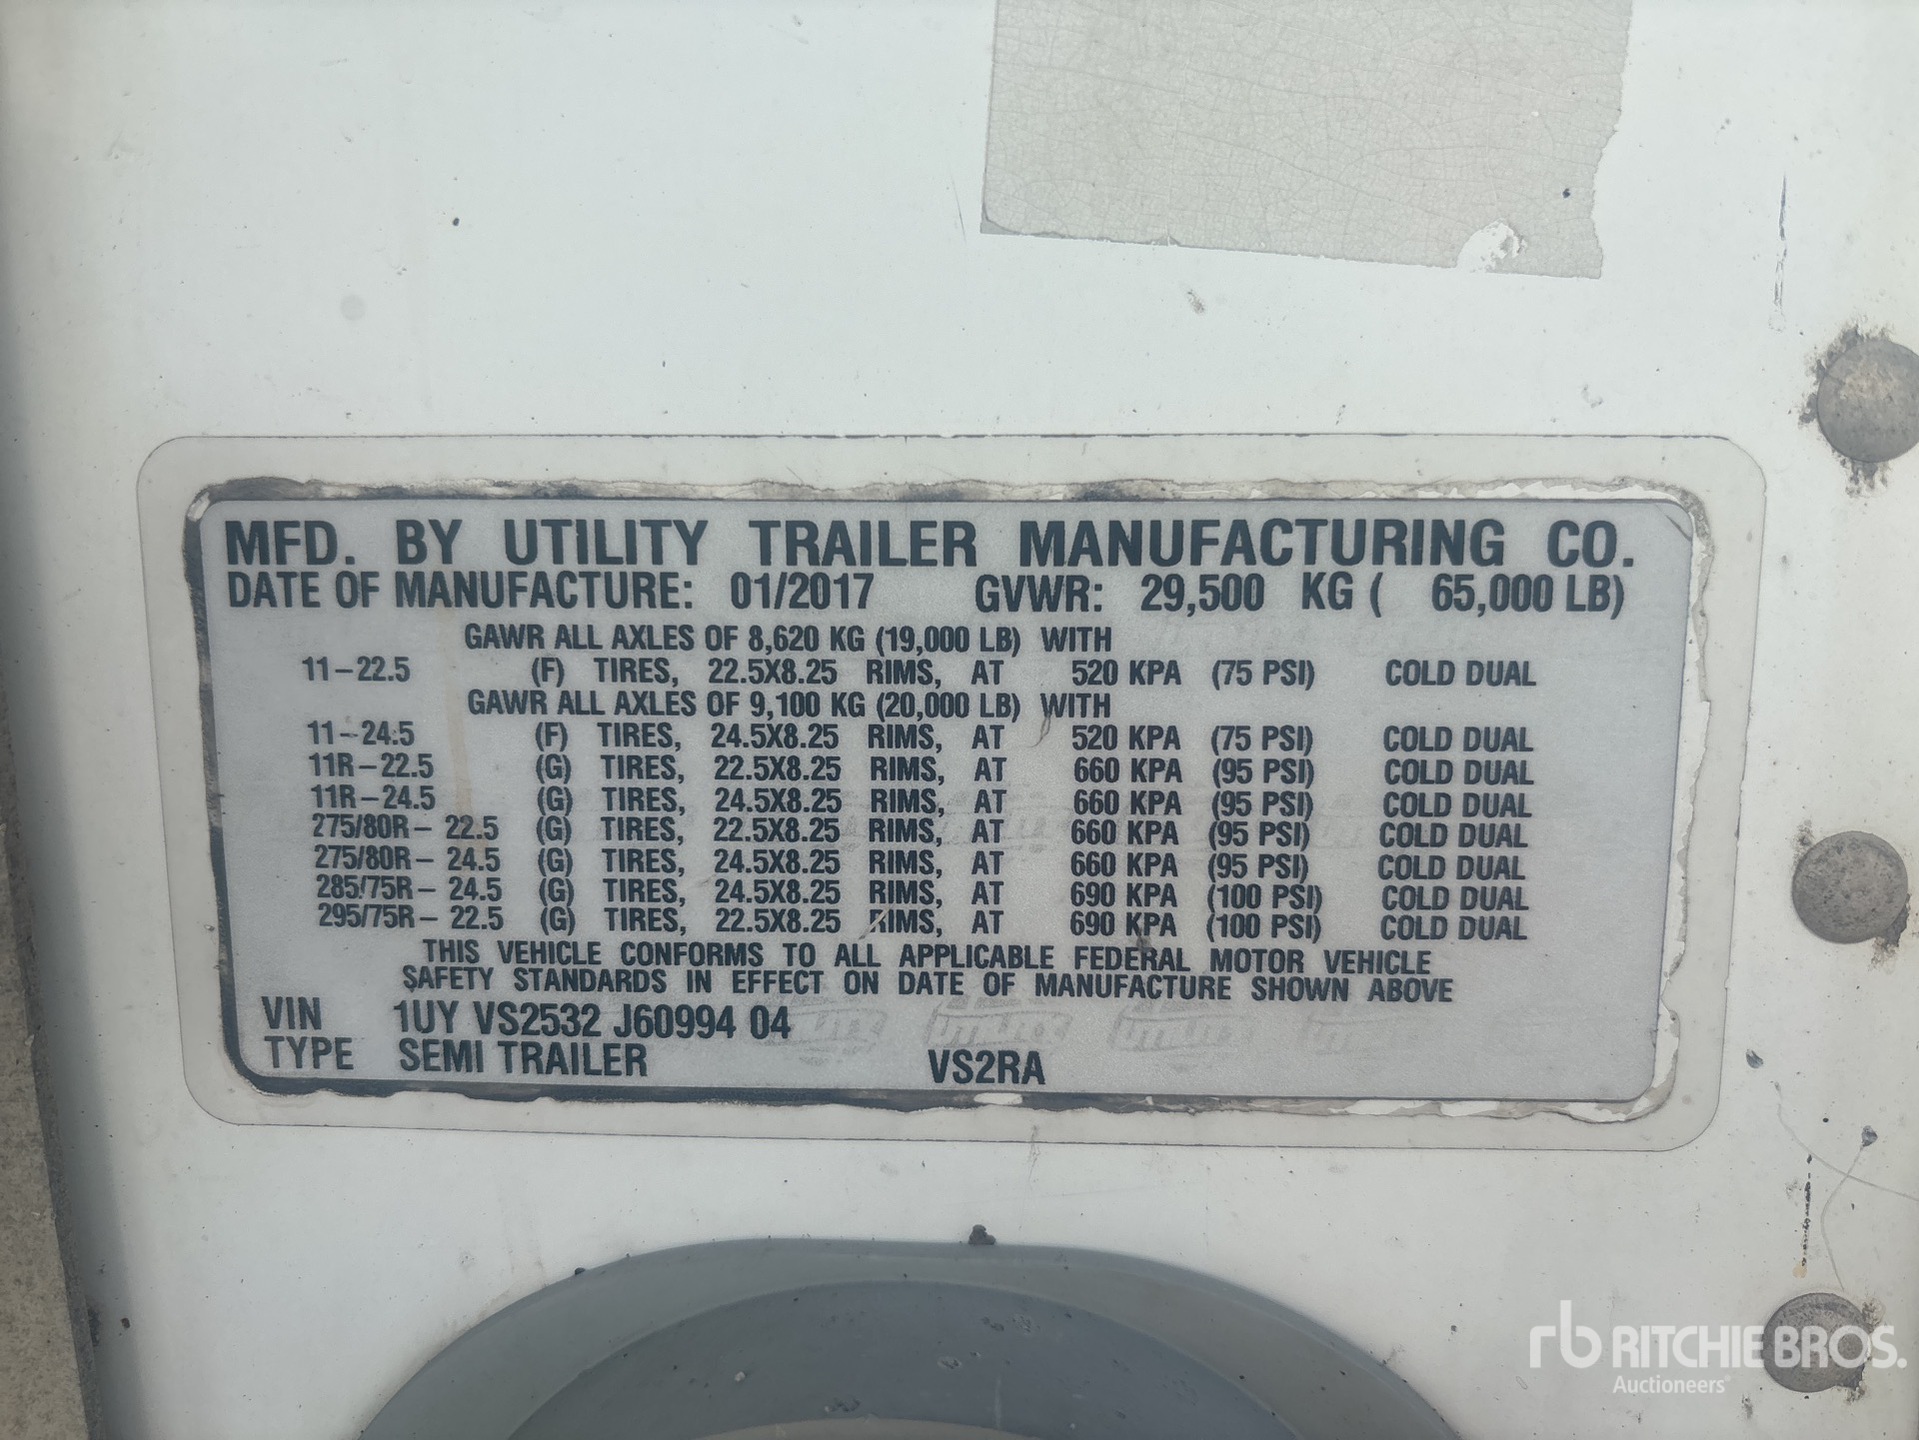 MFD. BY UTILITY TRAILER MANUFACTURING CO.
DATE OF MANUFACTURE: 01/2017 GVWR: 29,500 KG ( 65,000 LB)
GAWR ALL AXLES OF 8,620 KG (19,000 LB) WITH
11-22.5 (F) TIRES, 22.5X8.25 RIMS, AT 520 KPA (75 PSI) COLD DUAL
GAWR ALL AXLES OF 9,100 KG (20,000 LB) WITH
11-24.5 (F) TIRES, 24.5X8.25 RIMS, AT 520 KPA (75 PSI) COLD DUAL
11R-22.5 (G) TIRES, 22.5X8.25 RIMS, AT 660 KPA (95 PSI) COLD DUAL
11R-24.5 (G) TIRES, 24.5X8.25 RIMS, AT 660 KPA (95 PSI) COLD DUAL
275/80R- 22.5 (G) TIRES, 22.5X8.25 RIMS, AT 660 KPA (95 PSI) COLD DUAL
275/80R- 24.5 (G) TIRES, 24.5X8.25 RIMS, AT 660 KPA (95 PSI) COLD DUAL
285/75R- 24.5 (G) TIRES, 24.5X8.25 RIMS, AT 690 KPA (100 PSI) COLD DUAL
295/75R- 22.5 (G) TIRES, 22.5X8.25 RIMS, AT 690 KPA (100 PSI) COLD DUAL
THIS VEHICLE CONFORMS TO ALL APPLICABLE FEDERAL MOTOR VEHICLE
SAFETY STANDARDS IN EFFECT ON DATE OF MANUFACTURE SHOWN ABOVE
VIN 1UY VS2532 J60994 04
TYPE SEMI TRAILER VS2RA
rb RITCHIE BROS.
Auctioneers